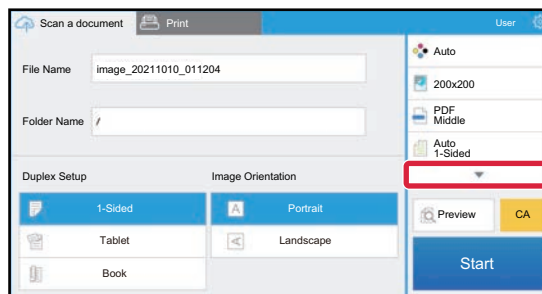 Scan a document
Print
User
File Name
image_20211010_011204
Folder Name
/
Duplex Setup
Image Orientation
1-Sided
Tablet
Book
A
Portrait
A
Landscape
Auto
200x200
PDF
Middle
Auto
1-Sided
Preview
CA
Start